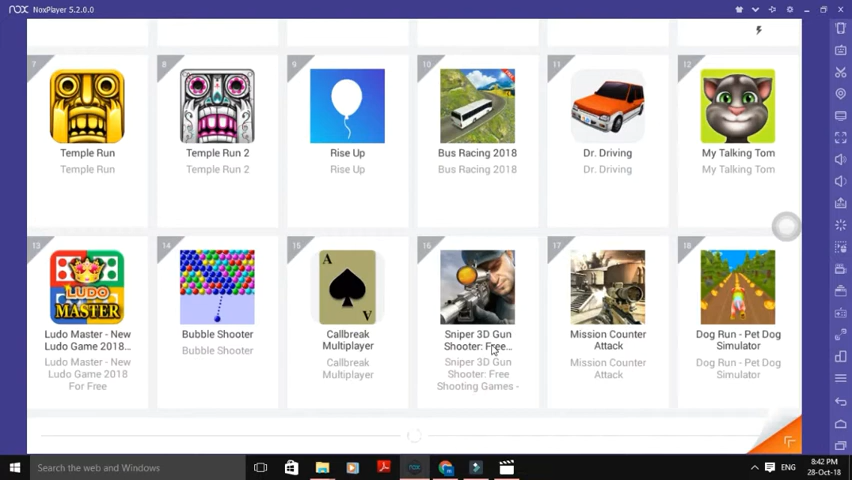 nox NoxPlayer 5.2.0.0
7 8 9 10 11 12
Temple Run Temple Run 2 Rise Up Bus Racing 2018 Dr. Driving My Talking Tom
Temple Run Temple Run 2 Rise Up Bus Racing 2018 Dr. Driving My Talking Tom
13 14 15 16 17 18
LUDO
MASTER
A
V
Ludo Master - New
Ludo Game 2018...
Ludo Master - New
Ludo Game 2018
For Free
Bubble Shooter
Bubble Shooter
Callbreak
Multiplayer
Callbreak
Multiplayer
Sniper 3D Gun
Shooter: Free...
Sniper 3D Gun
Shooter: Free
Shooting Games -
Mission Counter
Attack
Mission Counter
Attack
Dog Run - Pet Dog
Simulator
Dog Run - Pet Dog
Simulator
Search the web and Windows
nox
ENG
8:42 PM
28-Oct-18